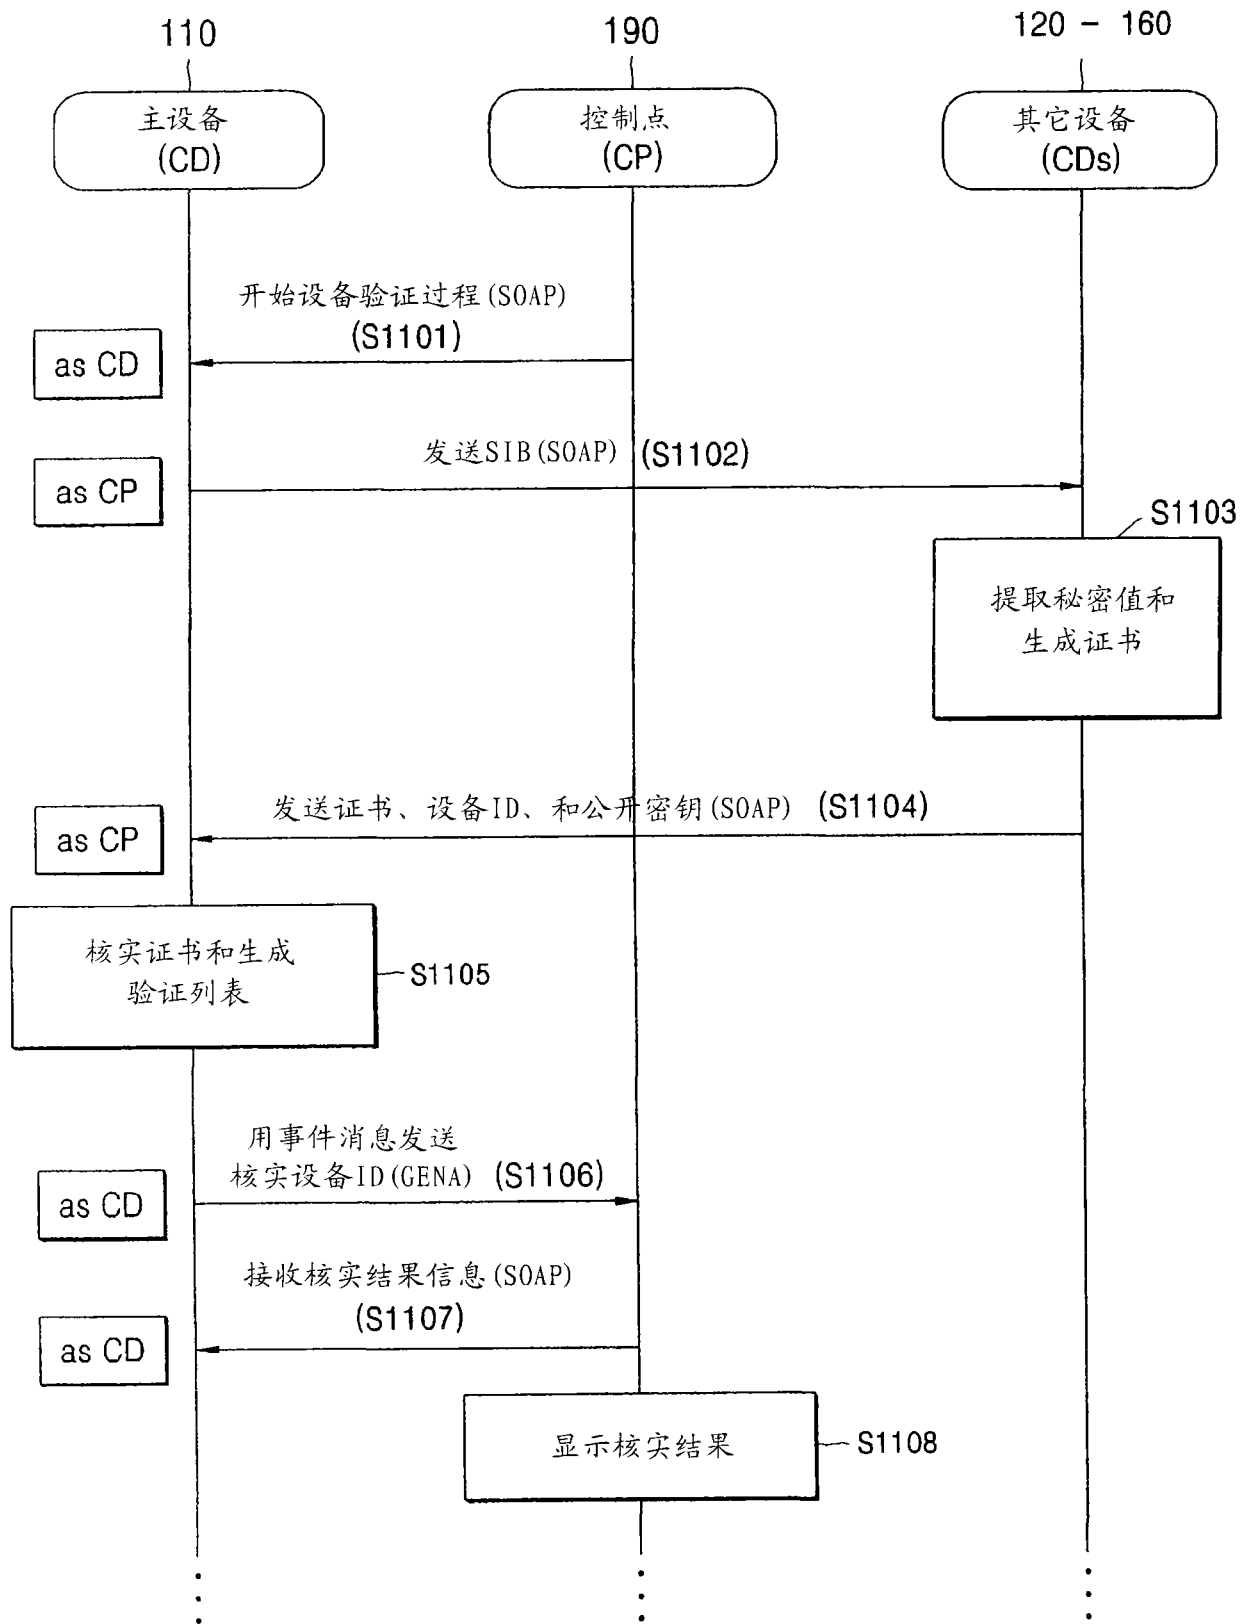 110
190
120 - 160
主设备
(CD)
控制点
(CP)
其它设备
(CDs)
开始设备验证过程(SOAP)
(S1101)
as CD
发送SIB(SOAP) (S1102)
as CP
S1103
提取秘密值和
生成证书
发送证书、设备ID、和公开密钥(SOAP) (S1104)
as CP
核实证书和生成
验证列表
S1105
用事件消息发送
核实设备ID(GENA) (S1106)
as CD
接收核实结果信息(SOAP)
(S1107)
as CD
显示核实结果
S1108